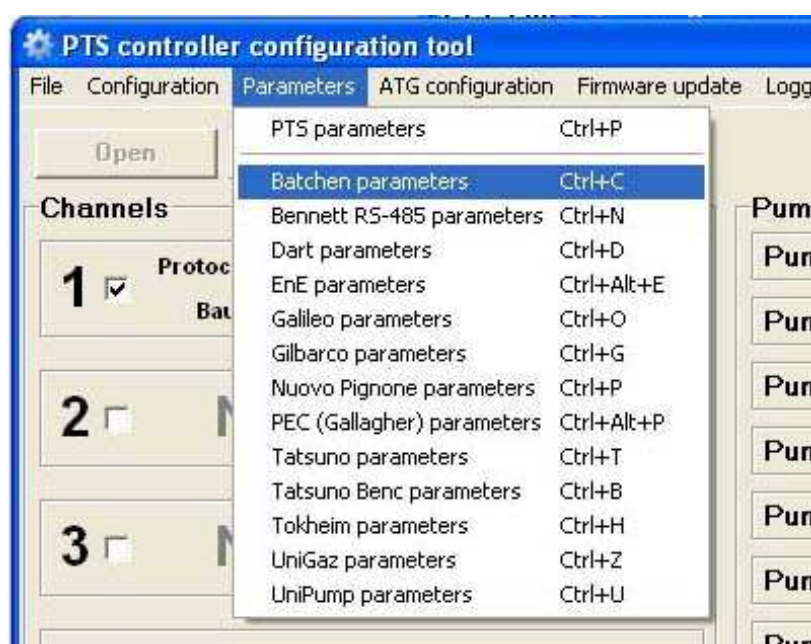 PTS controller configuration tool
File Configuration Parameters ATG configuration Firmware update
Open
PTS parameters Ctrl+P
Batchen parameters Ctrl+C
Bennett RS-485 parameters Ctrl+N
Dart parameters Ctrl+D
EnE parameters Ctrl+Alt+E
Galileo parameters Ctrl+O
Gilbarco parameters Ctrl+G
Nuovo Pignone parameters Ctrl+P
PEC (Gallagher) parameters Ctrl+Alt+P
Tatsuno parameters Ctrl+T
Tatsuno Benc parameters Ctrl+B
Tokheim parameters Ctrl+H
UniGaz parameters Ctrl+Z
UniPump parameters Ctrl+U
Channels
1
2
3